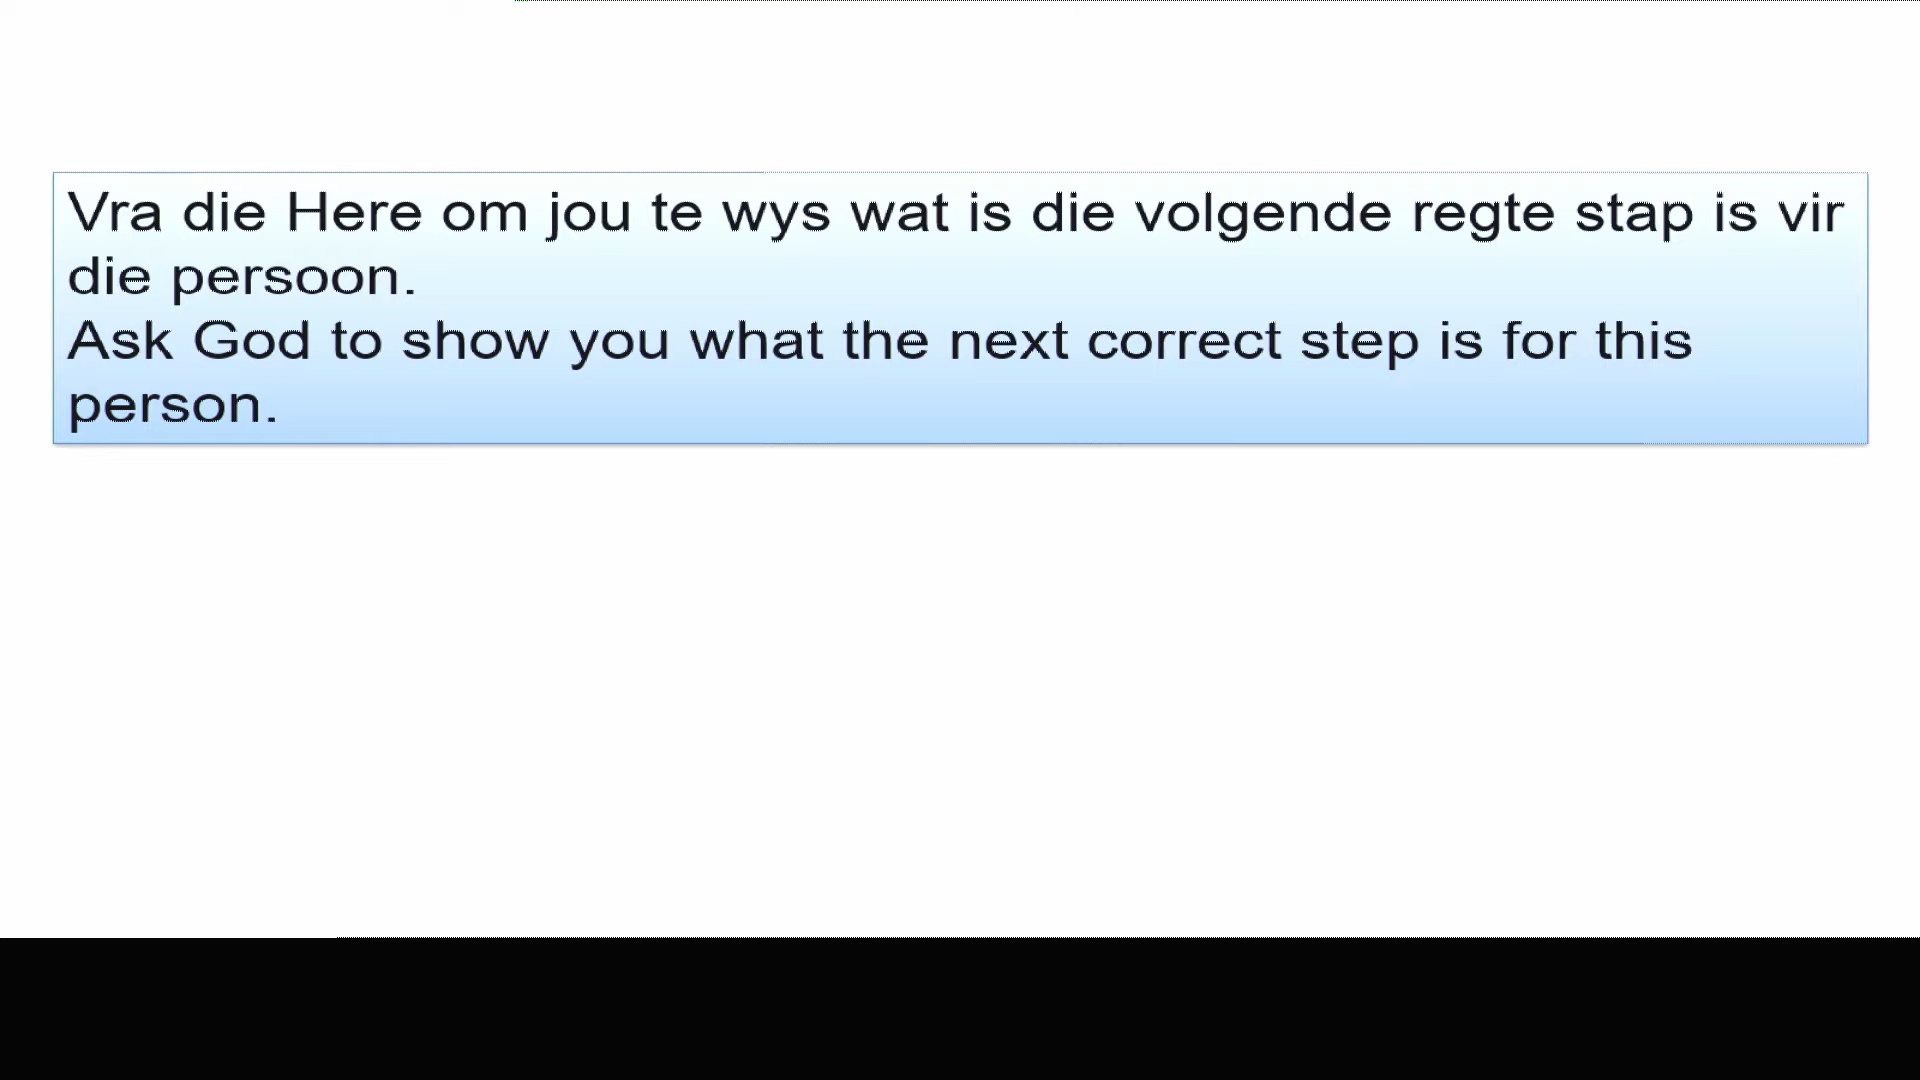 Vra die Here om jou te wys wat is die volgende regte stap is vir
die persoon.
Ask God to show you what the next correct step is for this
person.